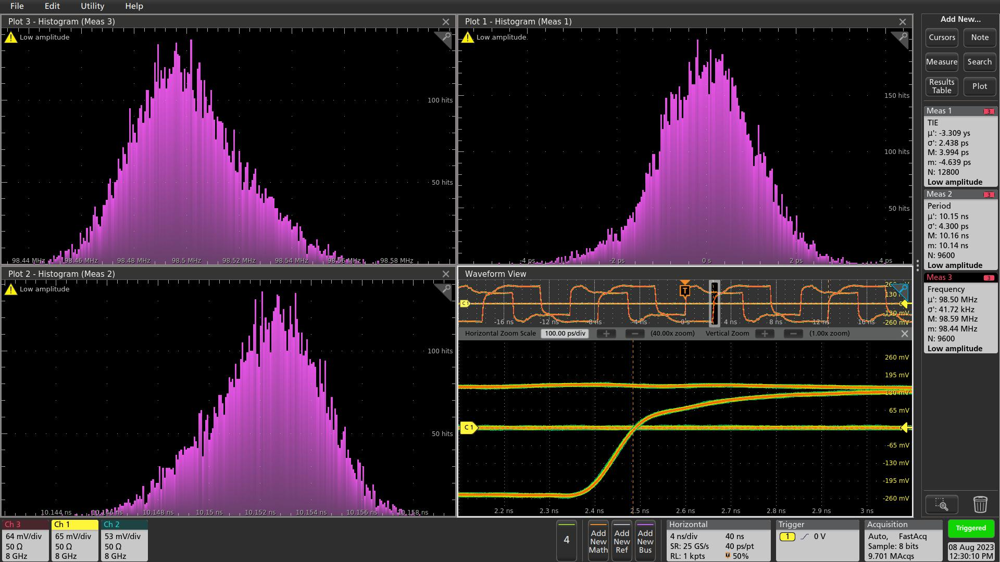 File Edit Utility Help
Plot 3 - Histogram (Meas 3)
Low amplitude
100 hits
50 hits
98.44 MHz 98.46 MHz 98.48 MHz 98.5 MHz 98.52 MHz 98.54 MHz 98.56 MHz 98.58 MHz
Plot 1 - Histogram (Meas 1)
Low amplitude
150 hits
100 hits
50 hits
-4 ps -2 ps 0 s 2 ps 4 ps
Plot 2 - Histogram (Meas 2)
Low amplitude
100 hits
50 hits
10.144 ns 10.146 ns 10.148 ns 10.15 ns 10.152 ns 10.154 ns 10.156 ns 10.158 ns
Waveform View
T
C 1
130 mV
-130 mV
-260 mV
-16 ns -12 ns -8 ns -4 ns 0 s 4 ns 8 ns 12 ns 16 ns
Horizontal Zoom Scale 100.00 ps/div + − (40.00x zoom) Vertical Zoom + − (1.00x zoom)
260 mV
195 mV
130 mV
65 mV
C 1
-65 mV
-130 mV
-195 mV
-260 mV
2.2 ns 2.3 ns 2.4 ns 2.5 ns 2.6 ns 2.7 ns 2.8 ns 2.9 ns 3 ns
Add New...
Cursors Note
Measure Search
Results Table Plot
Meas 1 3
TIE
µ': -3.309 ys
σ': 2.438 ps
M: 3.994 ps
m: -4.639 ps
N: 12800
Low amplitude
Meas 2 3
Period
µ': 10.15 ns
σ': 4.300 ps
M: 10.16 ns
m: 10.14 ns
N: 9600
Low amplitude
Meas 3 3
Frequency
µ': 98.50 MHz
σ': 41.72 kHz
M: 98.59 MHz
m: 98.44 MHz
N: 9600
Low amplitude
Ch 3
64 mV/div
50 Ω
8 GHz
Ch 1
65 mV/div
50 Ω
8 GHz
Ch 2
53 mV/div
50 Ω
8 GHz
4
Add New Math
Add New Ref
Add New Bus
Horizontal
4 ns/div 40 ns
SR: 25 GS/s 40 ps/pt
RL: 1 kpts T 50%
Trigger
1 0 V
Acquisition
Auto, FastAcq
Sample: 8 bits
9.701 MAcqs
Triggered
08 Aug 2023
12:30:10 PM